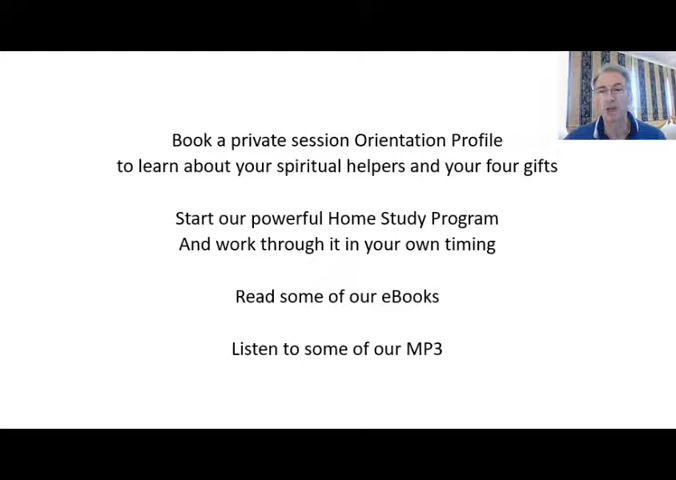 Book a private session Orientation Profile
to learn about your spiritual helpers and your four gifts
Start our powerful Home Study Program
And work through it in your own timing
Read some of our eBooks
Listen to some of our MP3